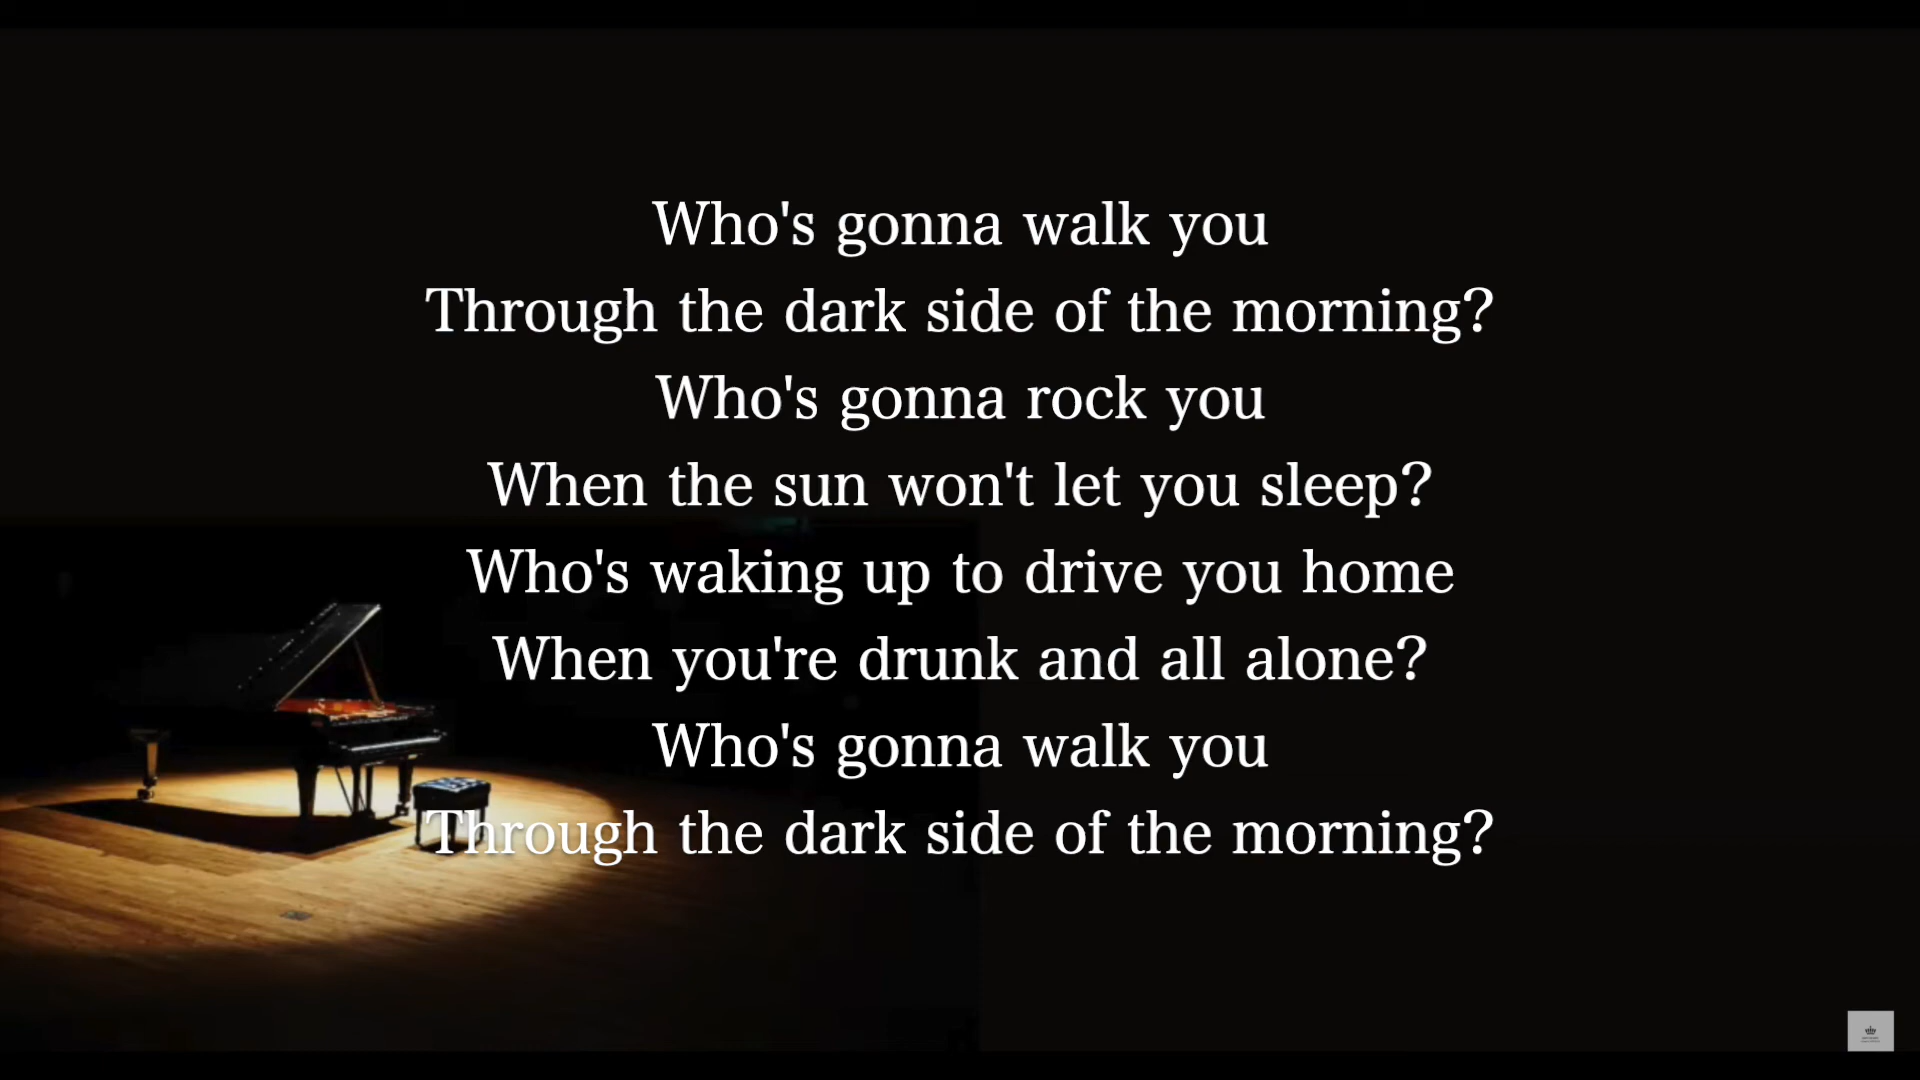 Who's gonna walk you
Through the dark side of the morning?
Who's gonna rock you
When the sun won't let you sleep?
Who's waking up to drive you home
When you're drunk and all alone?
Who's gonna walk you
Through the dark side of the morning?